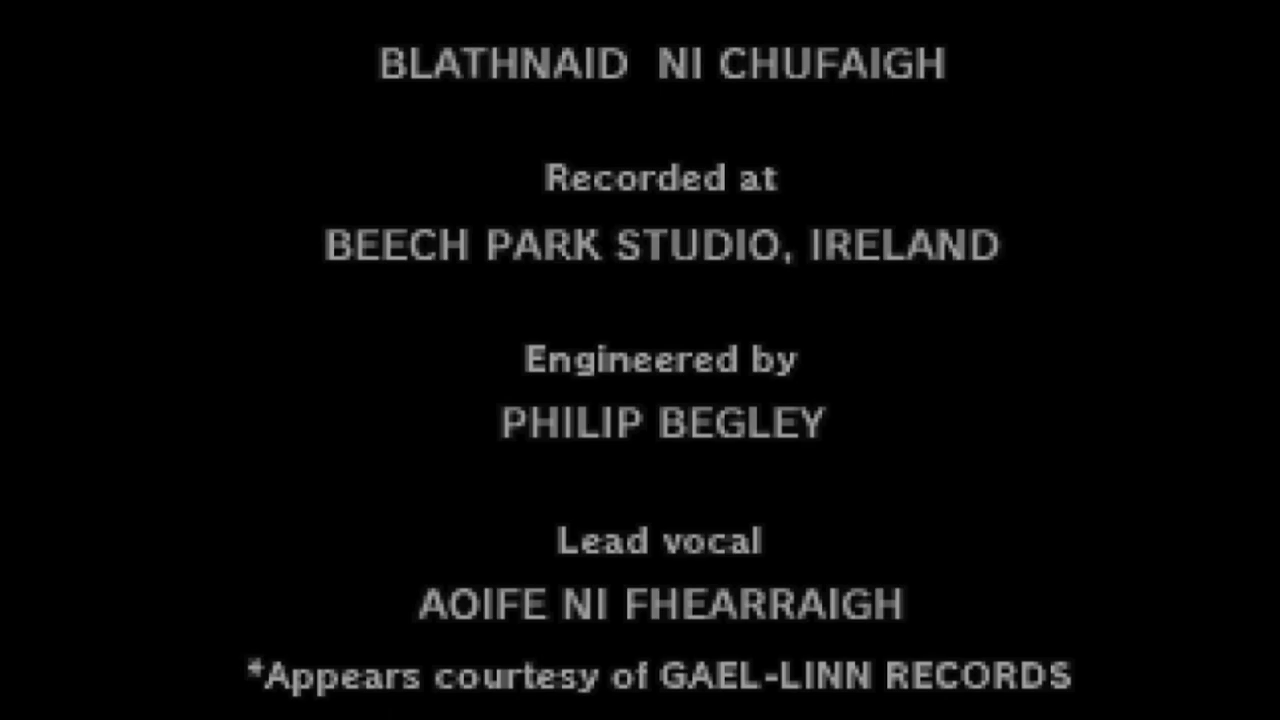 BLATHNAID NI CHUFAIGH
Recorded at
BEECH PARK STUDIO, IRELAND
Engineered by
PHILIP BEGLEY
Lead vocal
AOIFE NI FHEARRAIGH
*Appears courtesy of GAEL-LINN RECORDS